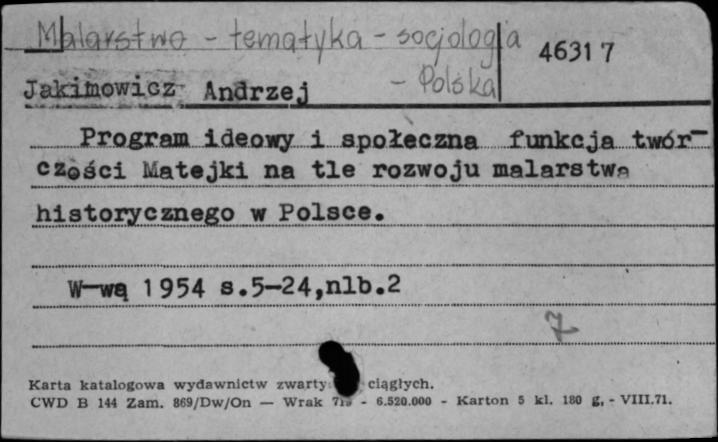 Malarstwo - tematyka - socjologia
46317
Jakimowicz Andrzej
- Polska
Program ideowy i społeczna funkcja twór-
czości Matejki na tle rozwoju malarstwa
historycznego w Polsce.
W-wą 1954 s.5-24,nlb.2
7
Karta katalogowa wydawnictw zwarty ciągłych.
CWD B 144 Zam. 869/Dw/On — Wrak - 6.520.000 - Karton 5 kl. 180 g, - VIII.71.